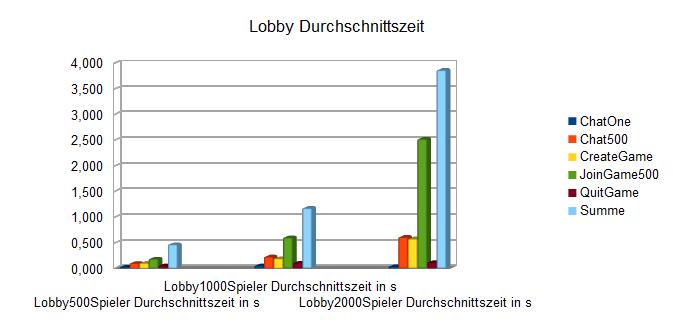 Lobby Durchschnittszeit
4,000
3,500
3,000
2,500
2,000
1,500
1,000
0,500
0,000
ChatOne
Chat500
CreateGame
JoinGame500
QuitGame
Summe
Lobby1000Spieler Durchschnittszeit in s
Lobby500Spieler Durchschnittszeit in s
Lobby2000Spieler Durchschnittszeit in s